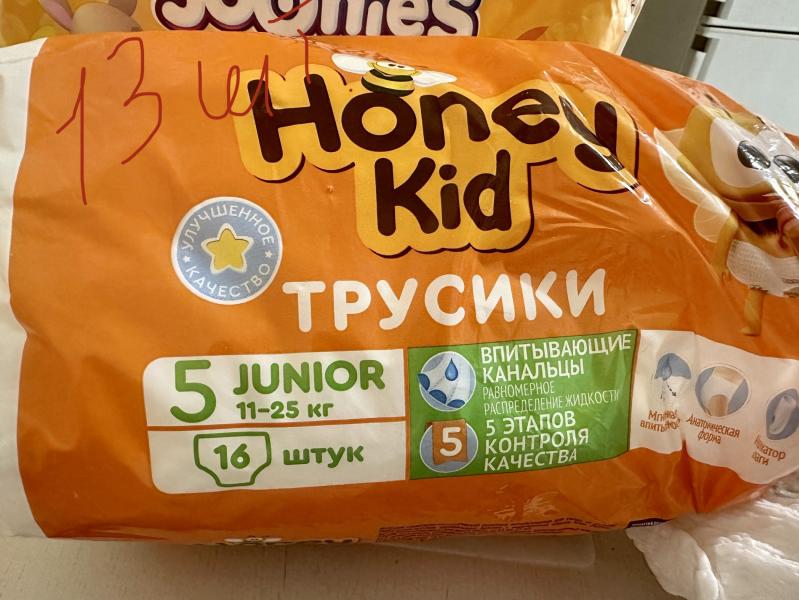 Joonies
13 шт
Honey
Kid
УЛУЧШЕННОЕ
КАЧЕСТВО
ТРУСИКИ
5 JUNIOR
11-25 кг
16 штук
ВПИТЫВАЮЩИЕ
КАНАЛЬЦЫ
РАВНОМЕРНОЕ
РАСПРЕДЕЛЕНИЕ ЖИДКОСТИ
5
5 ЭТАПОВ
КОНТРОЛЯ
КАЧЕСТВА
Анатомическая
форма